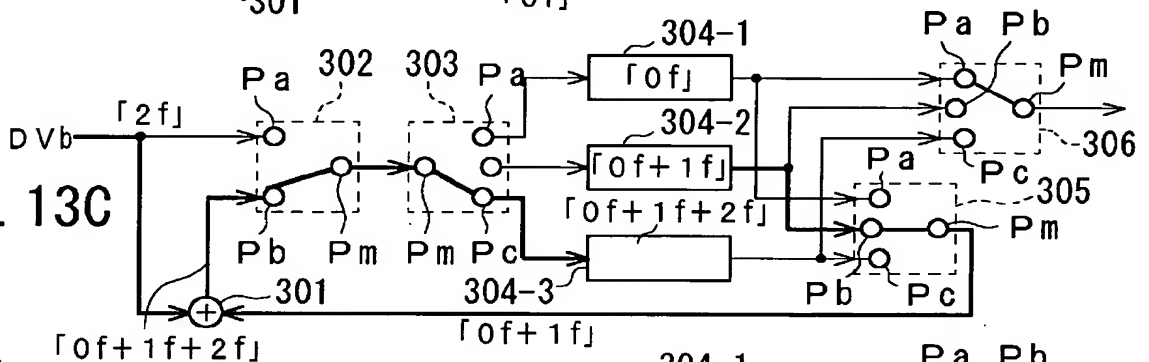 301
「0f」
304-1
Pa Pb
302 303
Pa
Pa
「0f」
Pm
「2f」
304-2
DVb
「0f+1f」
306
Pa
Pc
305
. 13C
「0f+1f+2f」
Pb Pm Pm Pc
Pm
304-3
301
Pb Pc
「0f+1f」
「0f+1f+2f」
304-1
Pa Pb